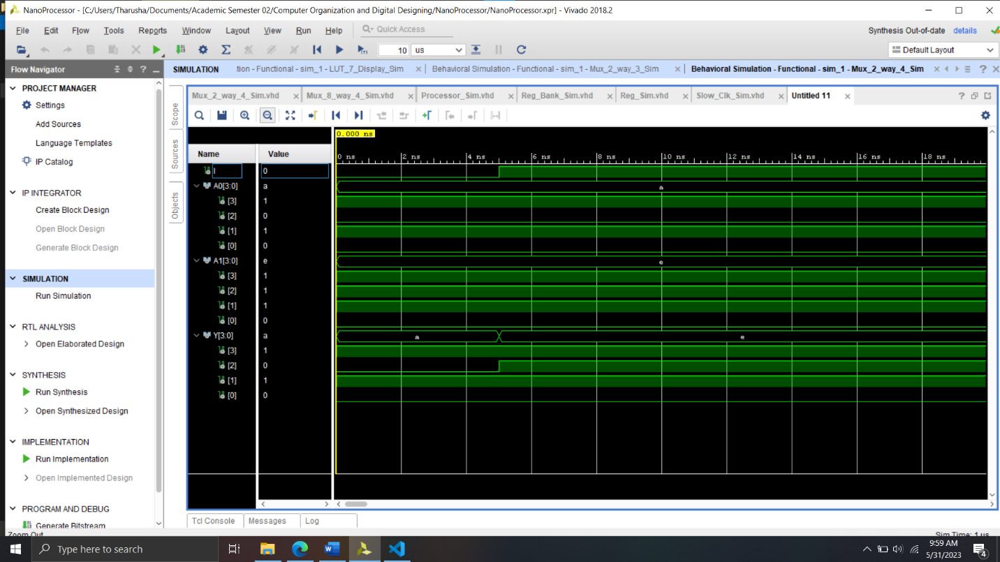 NanoProcessor - [C:/Users/Tharusha/Documents/Academic Semester 02/Computer Organization and Digital Designing/NanoProcessor/NanoProcessor.xpr] - Vivado 2018.2
File Edit Flow Tools Reports Window Layout View Run Help Quick Access
Synthesis Out-of-date details
10 us
Default Layout
Flow Navigator
PROJECT MANAGER
Settings
Add Sources
Language Templates
IP Catalog
IP INTEGRATOR
Create Block Design
Open Block Design
Generate Block Design
SIMULATION
Run Simulation
RTL ANALYSIS
Open Elaborated Design
SYNTHESIS
Run Synthesis
Open Synthesized Design
IMPLEMENTATION
Run Implementation
Open Implemented Design
PROGRAM AND DEBUG
Generate Bitstream
Zoom Out
SIMULATION tion - Functional - sim_1 - LUT_7_Display_Sim Behavioral Simulation - Functional - sim_1 - Mux_2_way_3_Sim Behavioral Simulation - Functional - sim_1 - Mux_2_way_4_Sim
Mux_2_way_4_Sim.vhd Mux_8_way_4_Sim.vhd Processor_Sim.vhd Reg_Bank_Sim.vhd Reg_Sim.vhd Slow_Clk_Sim.vhd Untitled 11
Scope
Sources
Objects
0.000 ns
Name Value
0 ns 2 ns 4 ns 6 ns 8 ns 10 ns 12 ns 14 ns 16 ns 18 ns
I 0
A0[3:0] a a
[3] 1
[2] 0
[1] 1
[0] 0
A1[3:0] e e
[3] 1
[2] 1
[1] 1
[0] 0
Y[3:0] a a e
[3] 1
[2] 0
[1] 1
[0] 0
Tcl Console Messages Log
Sim Time: 1 us
Type here to search
9:59 AM
5/31/2023
4